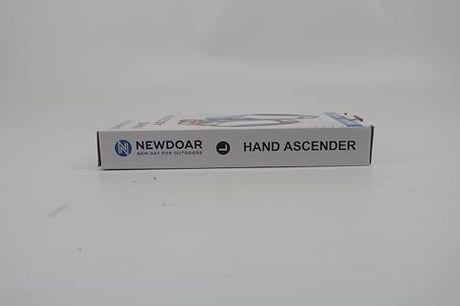 NEWDOAR
NEW DAY FOR OUTDOORS
L
HAND ASCENDER